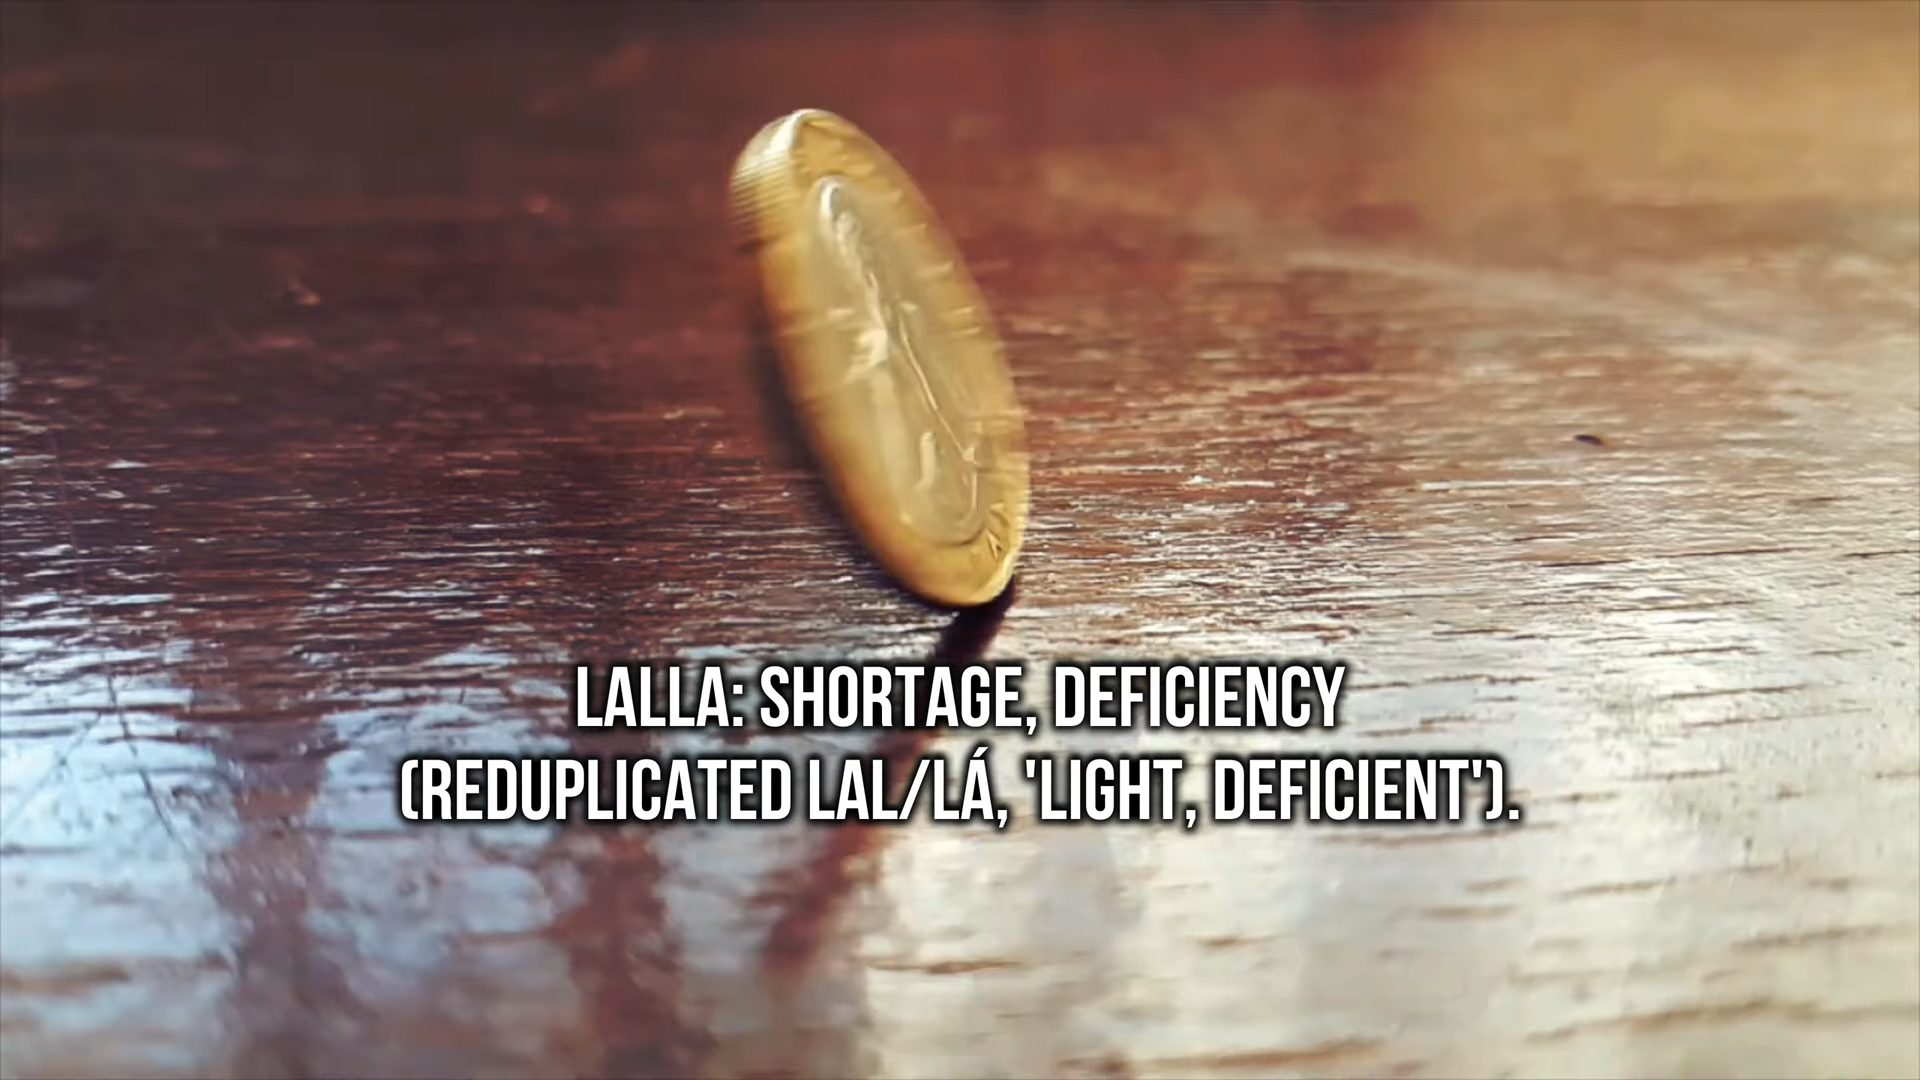 LALLA: SHORTAGE, DEFICIENCY
(REDUPLICATED LAL/LÁ, 'LIGHT, DEFICIENT').